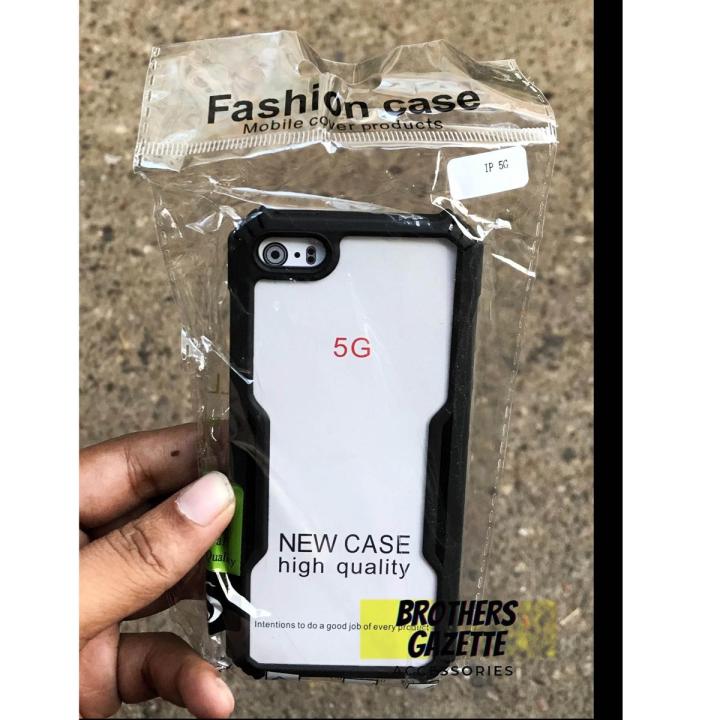 Fashion case
Mobile cover products
IP 5G
5G
NEW CASE
high quality
Intentions to do a good job of every product
BROTHERS
GAZETTE
ACCESSORIES